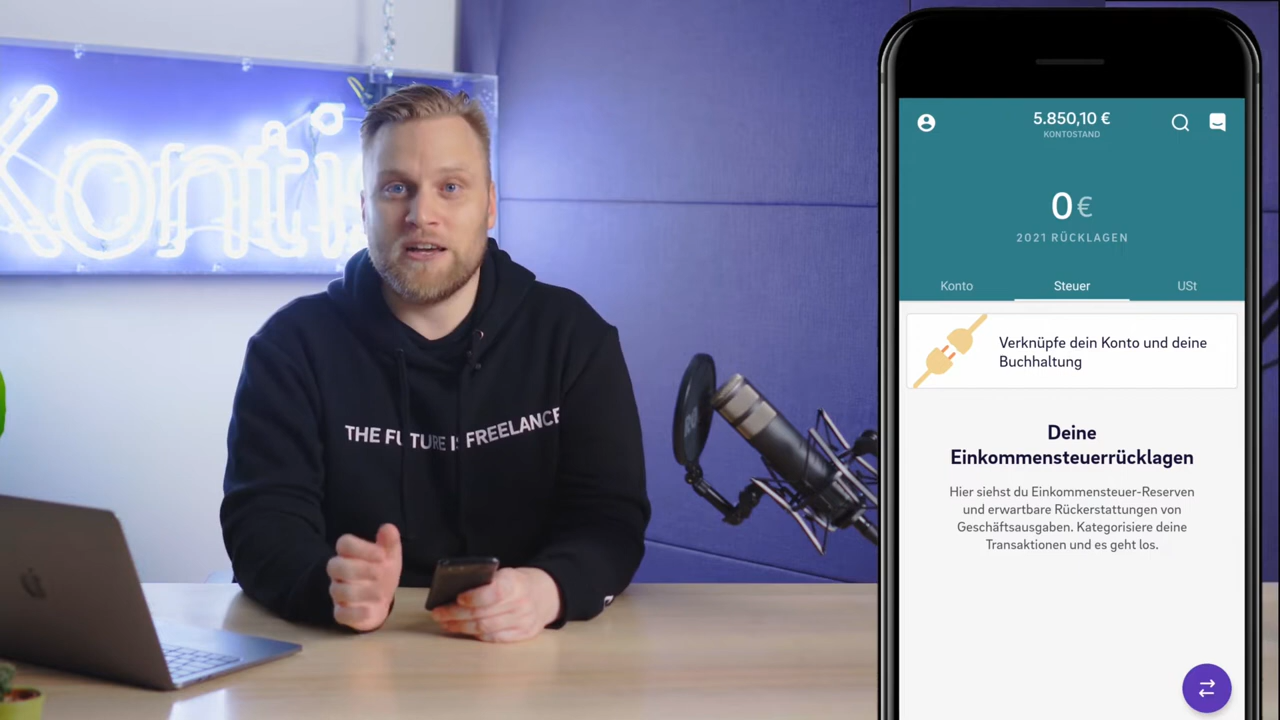 Konti
THE FUTURE IS FREELANCE
5.850,10 €
KONTOSTAND
0 €
2021 RÜCKLAGEN
Konto
Steuer
USt
Verknüpfe dein Konto und deine
Buchhaltung
Deine
Einkommensteuerrücklagen
Hier siehst du Einkommensteuer-Reserven
und erwartbare Rückerstattungen von
Geschäftsausgaben. Kategorisiere deine
Transaktionen und es geht los.